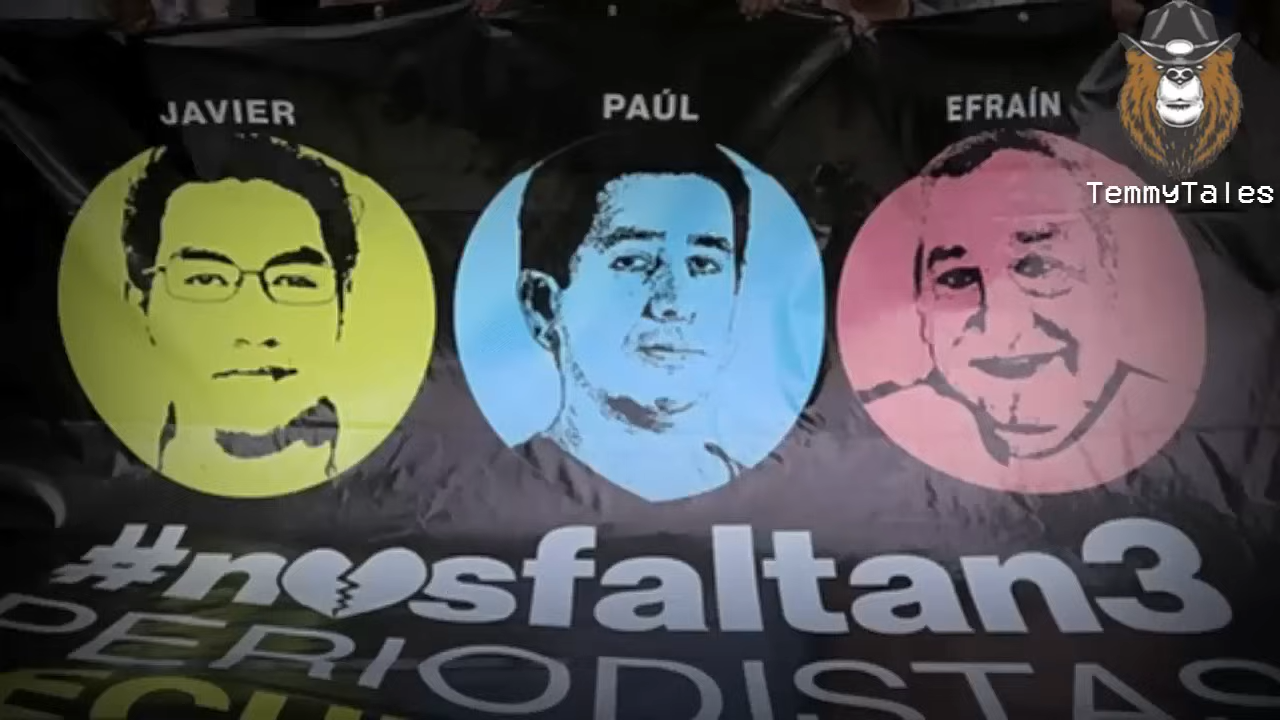 JAVIER PAÚL EFRAÍN
TemmyTales
#nosfaltan3
PERIODISTAS